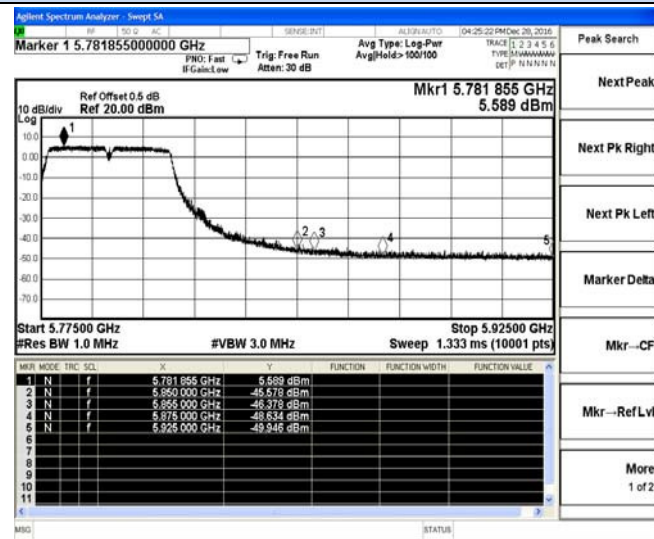 Agilent Spectrum Analyzer - Swept SA
RF 50 Ω AC SENSE:INT ALIGN AUTO 04:25:22 PM Dec 28, 2016
Marker 1 5.781855000000 GHz
PNO: Fast
IFGain:Low
Trig: Free Run
Atten: 30 dB
Avg Type: Log-Pwr
Avg|Hold:>100/100
TRACE 1 2 3 4 5 6
TYPE
DET P N N N N N
Peak Search
Ref Offset 0.5 dB
10 dB/div Ref 20.00 dBm
Log
Mkr1 5.781 855 GHz
5.589 dBm
10.0
0.00
-10.0
-20.0
-30.0
-40.0
-50.0
-60.0
-70.0
1
2 3 4 5
Start 5.77500 GHz Stop 5.92500 GHz
#Res BW 1.0 MHz #VBW 3.0 MHz Sweep 1.333 ms (10001 pts)
MKR MODE TRC SCL X Y FUNCTION FUNCTION WIDTH FUNCTION VALUE
1 N f 5.781 855 GHz 5.589 dBm
2 N f 5.850 000 GHz -45.578 dBm
3 N f 5.855 000 GHz -46.378 dBm
4 N f 5.875 000 GHz -48.634 dBm
5 N f 5.925 000 GHz -49.946 dBm
6
7
8
9
10
11
MSG STATUS
Next Peak
Next Pk Right
Next Pk Left
Marker Delta
Mkr→CF
Mkr→Ref Lvl
More
1 of 2